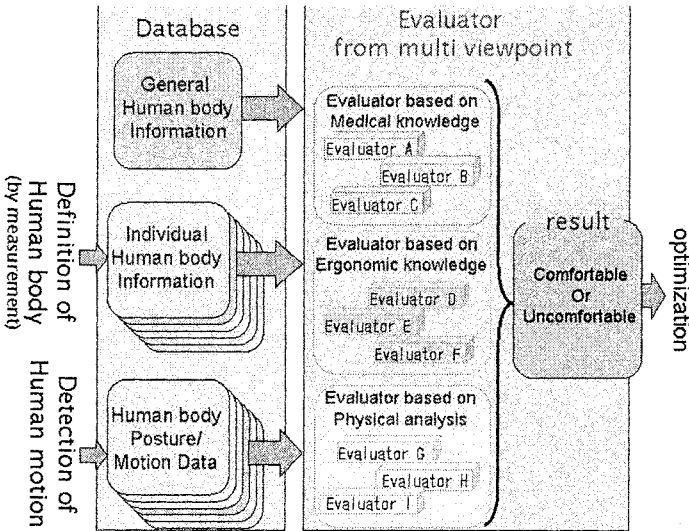 Database
Evaluator
from multi viewpoint
General
Human body
Information
Definition of
Human body
(by measurement)
Individual
Human body
Information
Detection of
Human motion
Human body
Posture/
Motion Data
Evaluator based on
Medical knowledge
Evaluator A
Evaluator B
Evaluator C
Evaluator based on
Ergonomic knowledge
Evaluator D
Evaluator E
Evaluator F
Evaluator based on
Physical analysis
Evaluator G
Evaluator H
Evaluator I
result
Comfortable
Or
Uncomfortable
optimization